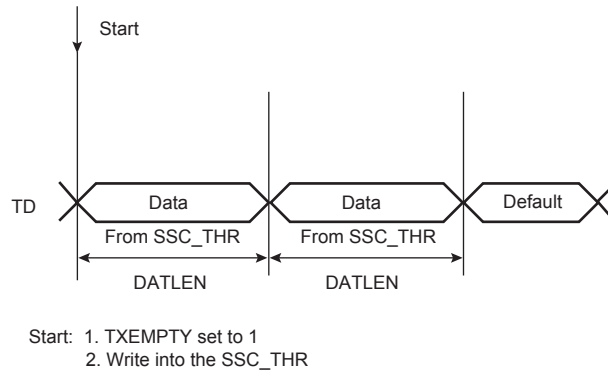 Start
TD
Data
Data
Default
From SSC_THR
From SSC_THR
DATLEN
DATLEN
Start: 1. TXEMPTY set to 1
2. Write into the SSC_THR